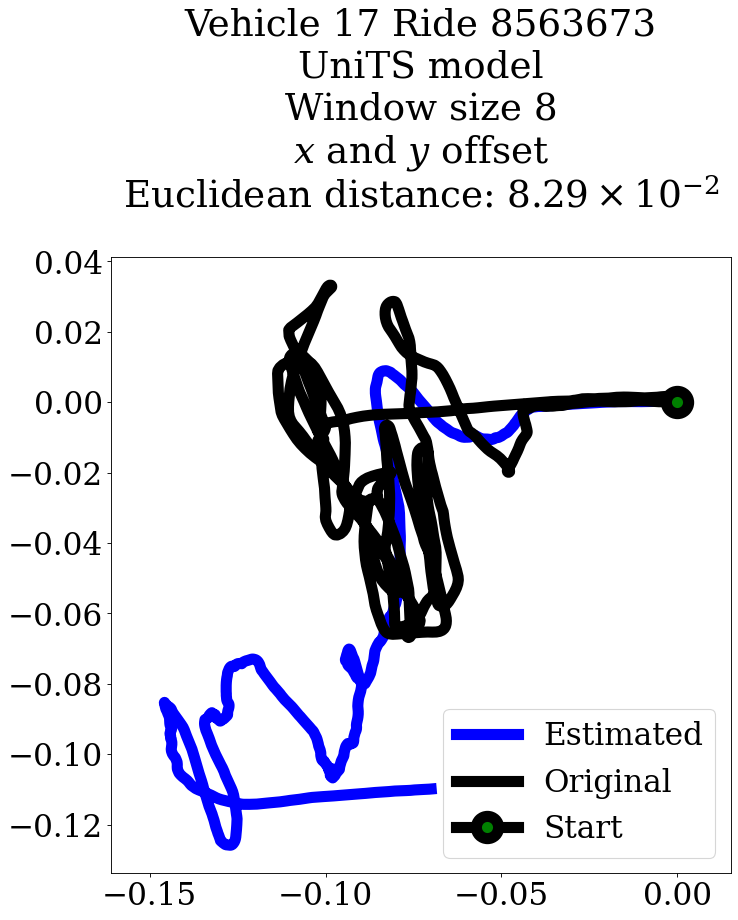 Vehicle 17 Ride 8563673
UniTS model
Window size 8
x and y offset
Euclidean distance: 8.29 × 10⁻²
0.04
0.02
0.00
−0.02
−0.04
−0.06
−0.08
−0.10
−0.12
Estimated
Original
Start
−0.15
−0.10
−0.05
0.00